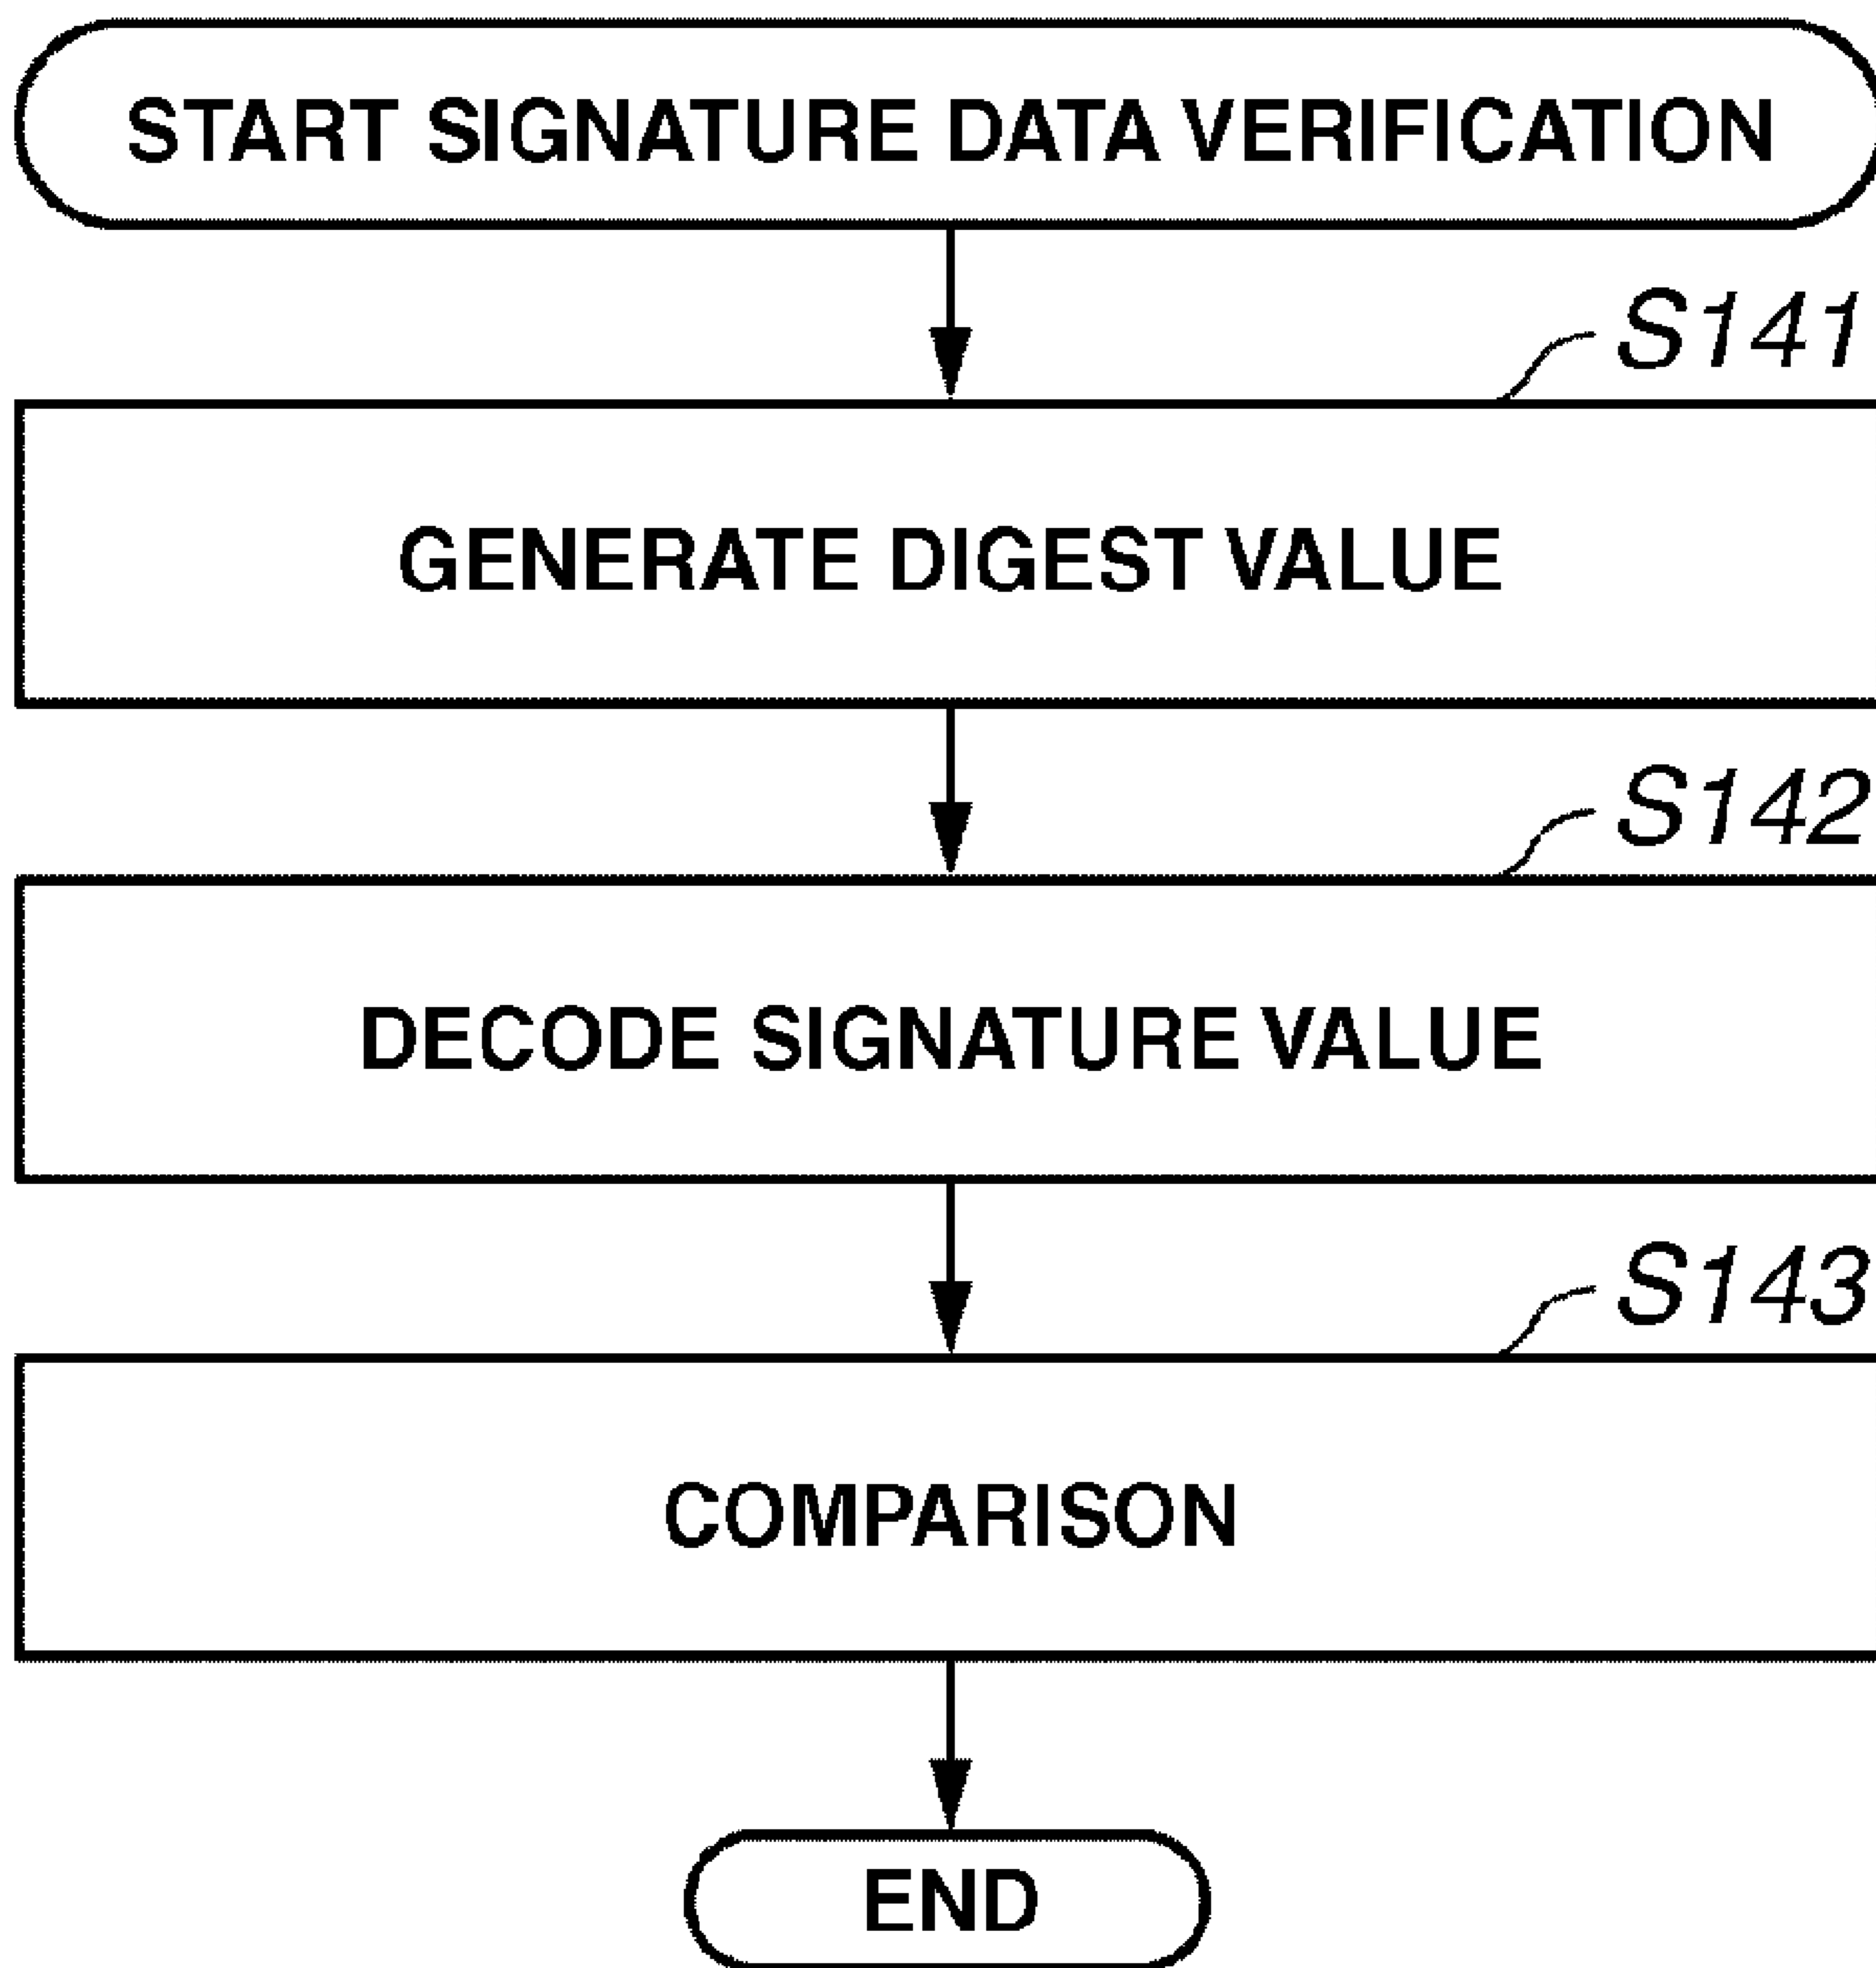 START SIGNATURE DATA VERIFICATION
S141
GENERATE DIGEST VALUE
S142
DECODE SIGNATURE VALUE
S143
COMPARISON
END